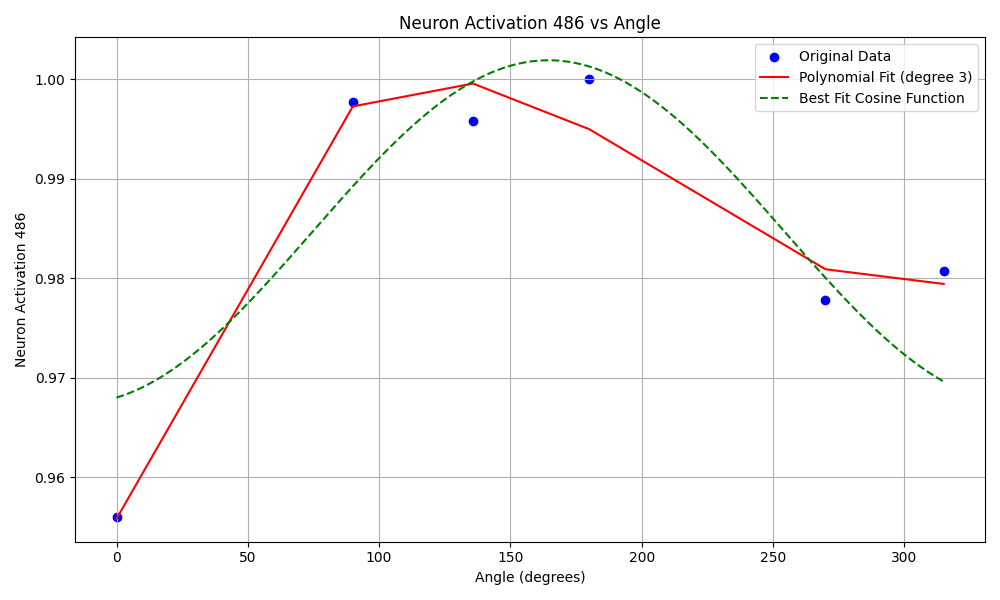 Neuron Activation 486 vs Angle
Original Data
Polynomial Fit (degree 3)
Best Fit Cosine Function
1.00
0.99
0.98
0.97
0.96
Neuron Activation 486
0 50 100 150 200 250 300
Angle (degrees)